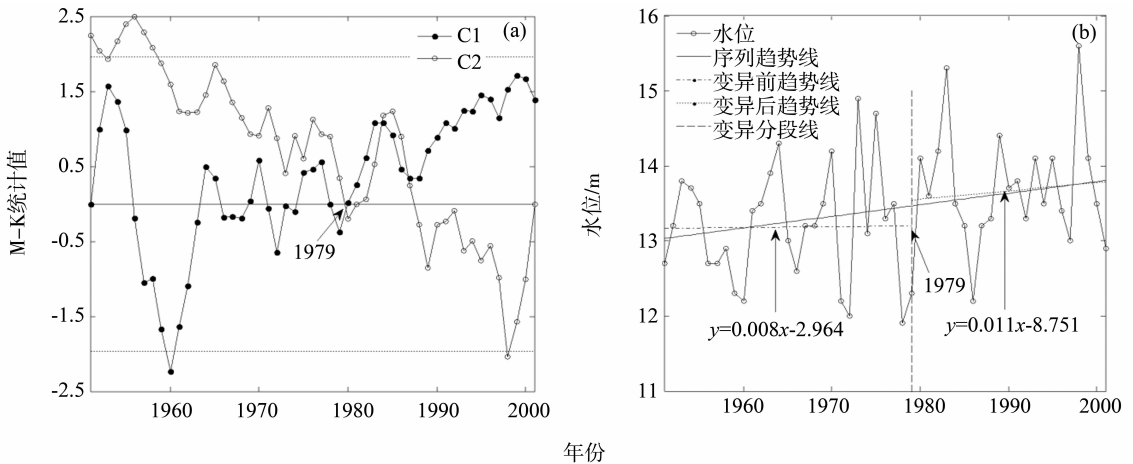 M-K统计值
2.5
1.5
0.5
-0.5
-1.5
-2.5
1960
1970
1980
1990
2000
C1
C2
(a)
1979
水位/m
16
15
14
13
12
11
1960
1970
1980
1990
2000
水位
序列趋势线
变异前趋势线
变异后趋势线
变异分段线
(b)
1979
y=0.008x-2.964
y=0.011x-8.751
年份